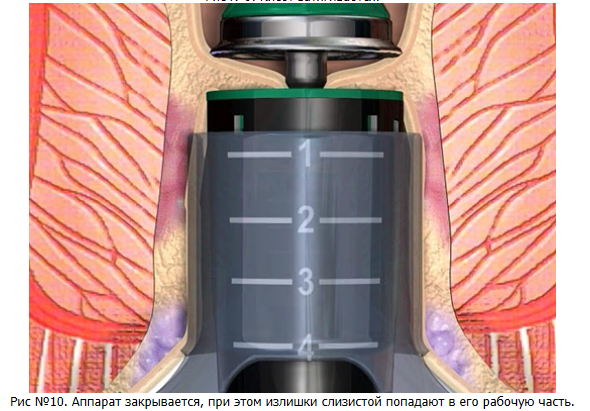 1
2
3
4
Рис №10. Аппарат закрывается, при этом излишки слизистой попадают в его рабочую часть.